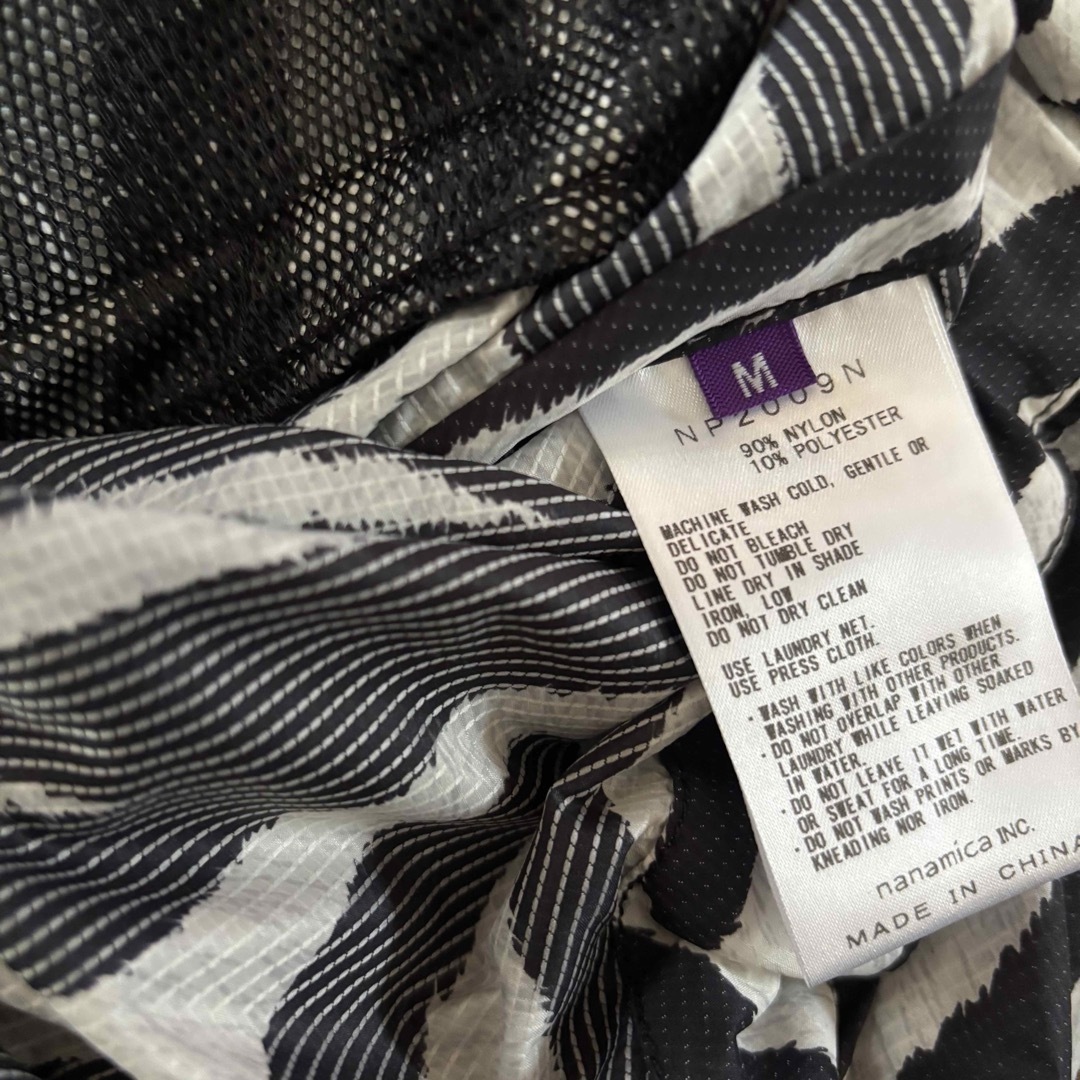 M
NP2009N
90% NYLON
10% POLYESTER
MACHINE WASH COLD, GENTLE OR
DELICATE
DO NOT BLEACH
DO NOT TUMBLE DRY
LINE DRY IN SHADE
IRON, LOW
DO NOT DRY CLEAN
USE LAUNDRY NET.
USE PRESS CLOTH.
・WASH WITH LIKE COLORS WHEN
WASHING WITH OTHER PRODUCTS.
・DO NOT OVERLAP WITH OTHER
LAUNDRY WHILE LEAVING SOAKED
IN WATER.
・DO NOT LEAVE IT WET WITH WATER
OR SWEAT FOR A LONG TIME.
・DO NOT WASH PRINTS OR MARKS BY
KNEADING NOR IRON.
nanamica INC.
MADE IN CHINA